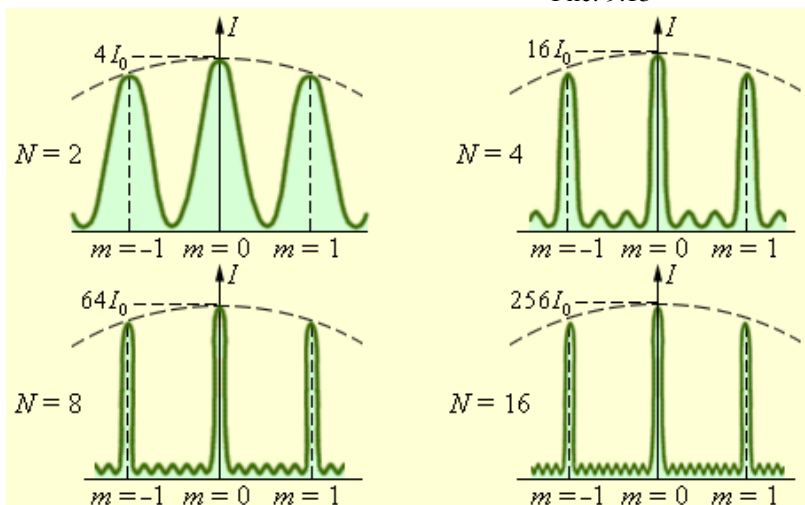 I
4I₀
N = 2
m = -1 m = 0 m = 1
I
16I₀
N = 4
m = -1 m = 0 m = 1
I
64I₀
N = 8
m = -1 m = 0 m = 1
I
256I₀
N = 16
m = -1 m = 0 m = 1